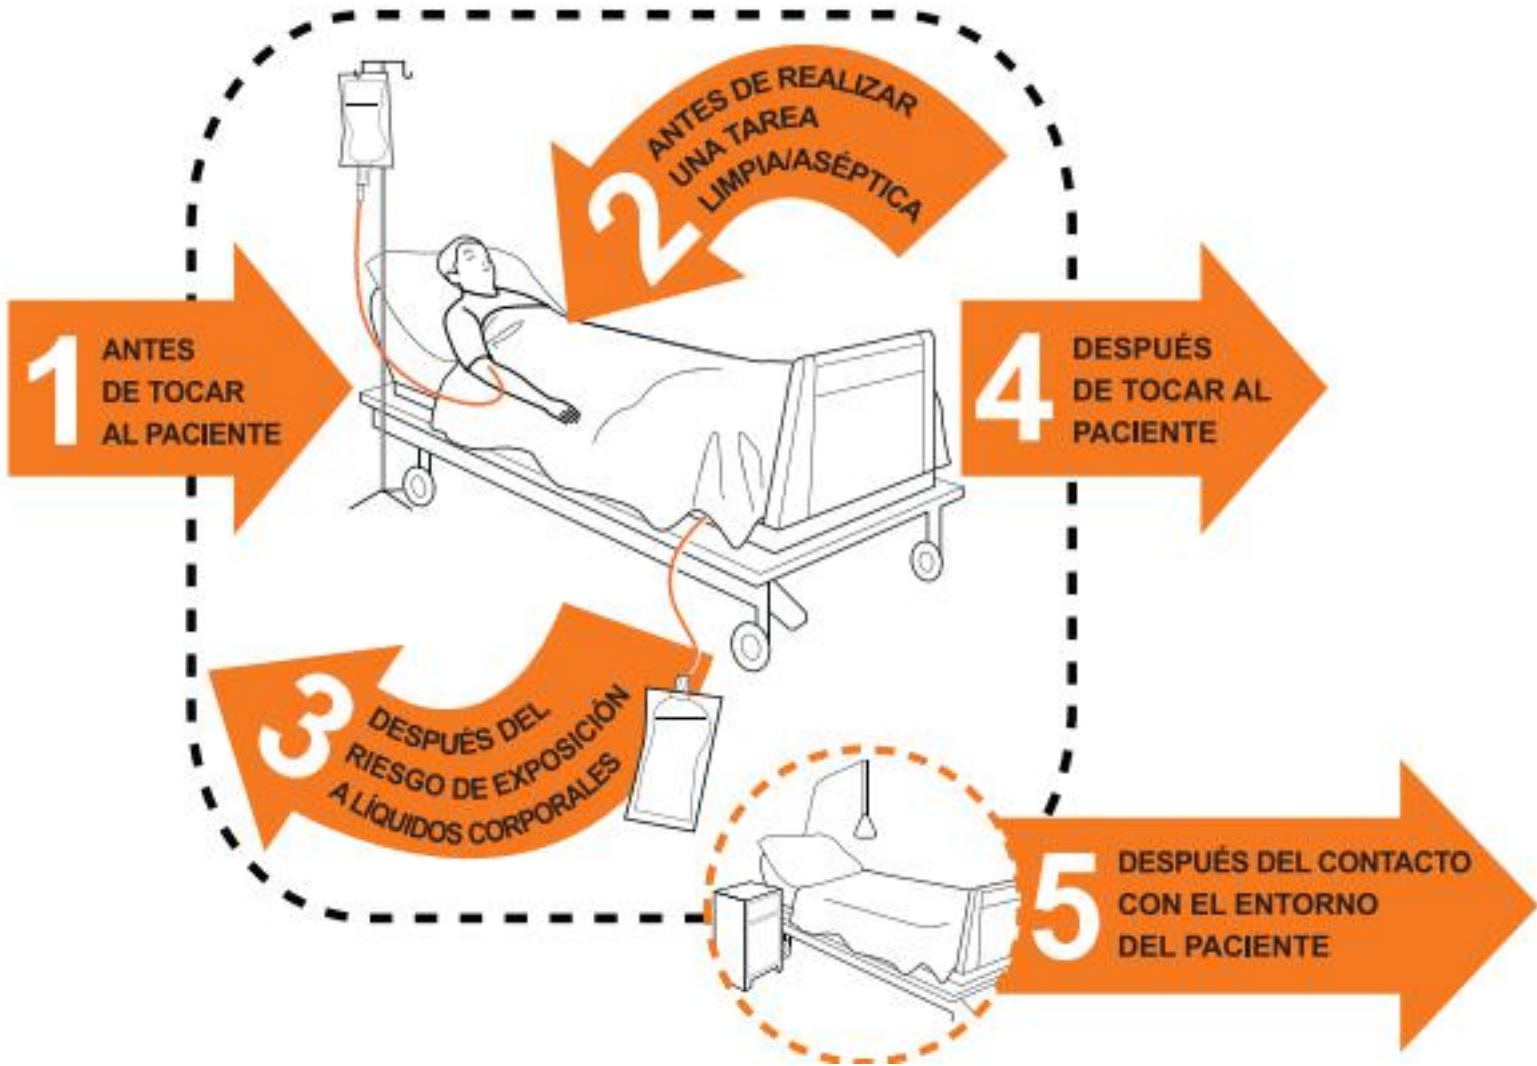 1
ANTES
DE TOCAR
AL PACIENTE
2
ANTES DE REALIZAR
UNA TAREA
LIMPIA/ASÉPTICA
3
DESPUÉS DEL
RIESGO DE EXPOSICIÓN
A LÍQUIDOS CORPORALES
4
DESPUÉS
DE TOCAR AL
PACIENTE
5
DESPUÉS DEL CONTACTO
CON EL ENTORNO
DEL PACIENTE